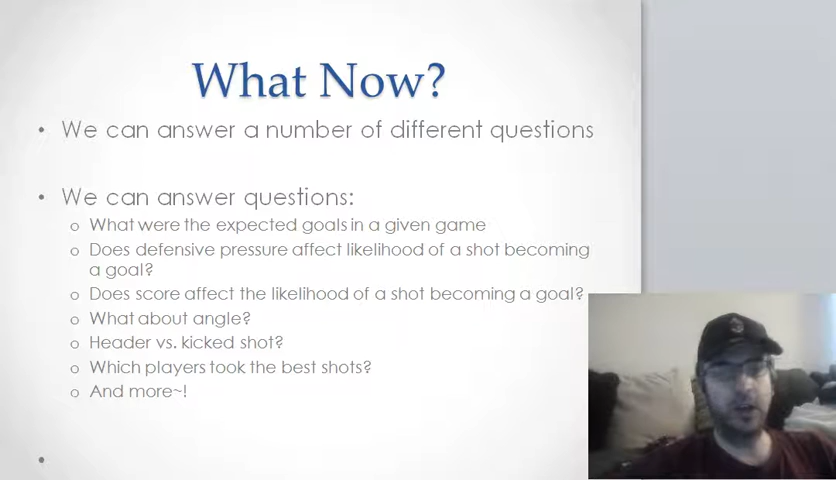 What Now?
• We can answer a number of different questions
• We can answer questions:
o What were the expected goals in a given game
o Does defensive pressure affect likelihood of a shot becoming
a goal?
o Does score affect the likelihood of a shot becoming a goal?
o What about angle?
o Header vs. kicked shot?
o Which players took the best shots?
o And more~!
•